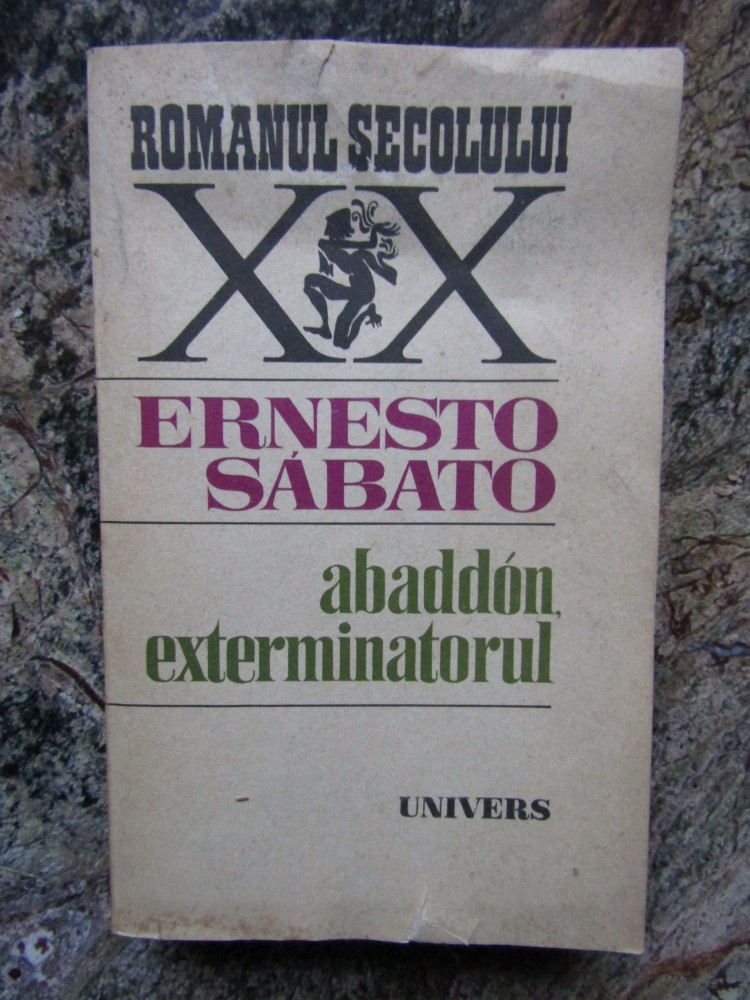 ROMANUL SECOLULUI
XX
ERNESTO
SÁBATO
abaddón,
exterminatorul
UNIVERS